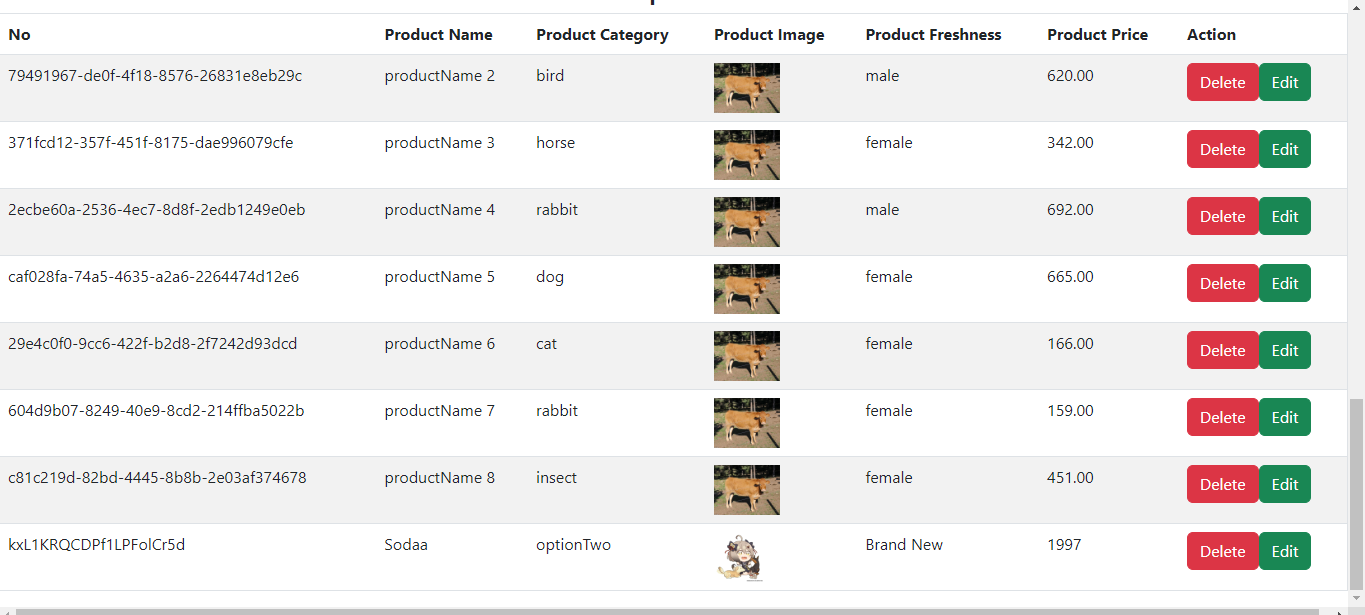 No Product Name Product Category Product Image Product Freshness Product Price Action
79491967-de0f-4f18-8576-26831e8eb29c productName 2 bird male 620.00 Delete Edit
371fcd12-357f-451f-8175-dae996079cfe productName 3 horse female 342.00 Delete Edit
2ecbe60a-2536-4ec7-8d8f-2edb1249e0eb productName 4 rabbit male 692.00 Delete Edit
caf028fa-74a5-4635-a2a6-2264474d12e6 productName 5 dog female 665.00 Delete Edit
29e4c0f0-9cc6-422f-b2d8-2f7242d93dcd productName 6 cat female 166.00 Delete Edit
604d9b07-8249-40e9-8cd2-214ffba5022b productName 7 rabbit female 159.00 Delete Edit
c81c219d-82bd-4445-8b8b-2e03af374678 productName 8 insect female 451.00 Delete Edit
kxL1KRQCDPf1LPFolCr5d Sodaa optionTwo Brand New 1997 Delete Edit